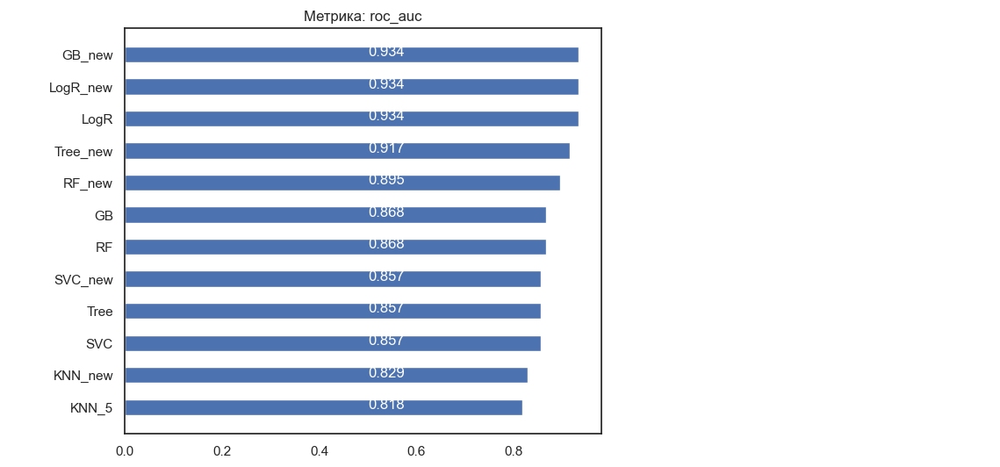 Метрика: roc_auc
GB_new 0.934
LogR_new 0.934
LogR 0.934
Tree_new 0.917
RF_new 0.895
GB 0.868
RF 0.868
SVC_new 0.857
Tree 0.857
SVC 0.857
KNN_new 0.829
KNN_5 0.818
0.0 0.2 0.4 0.6 0.8